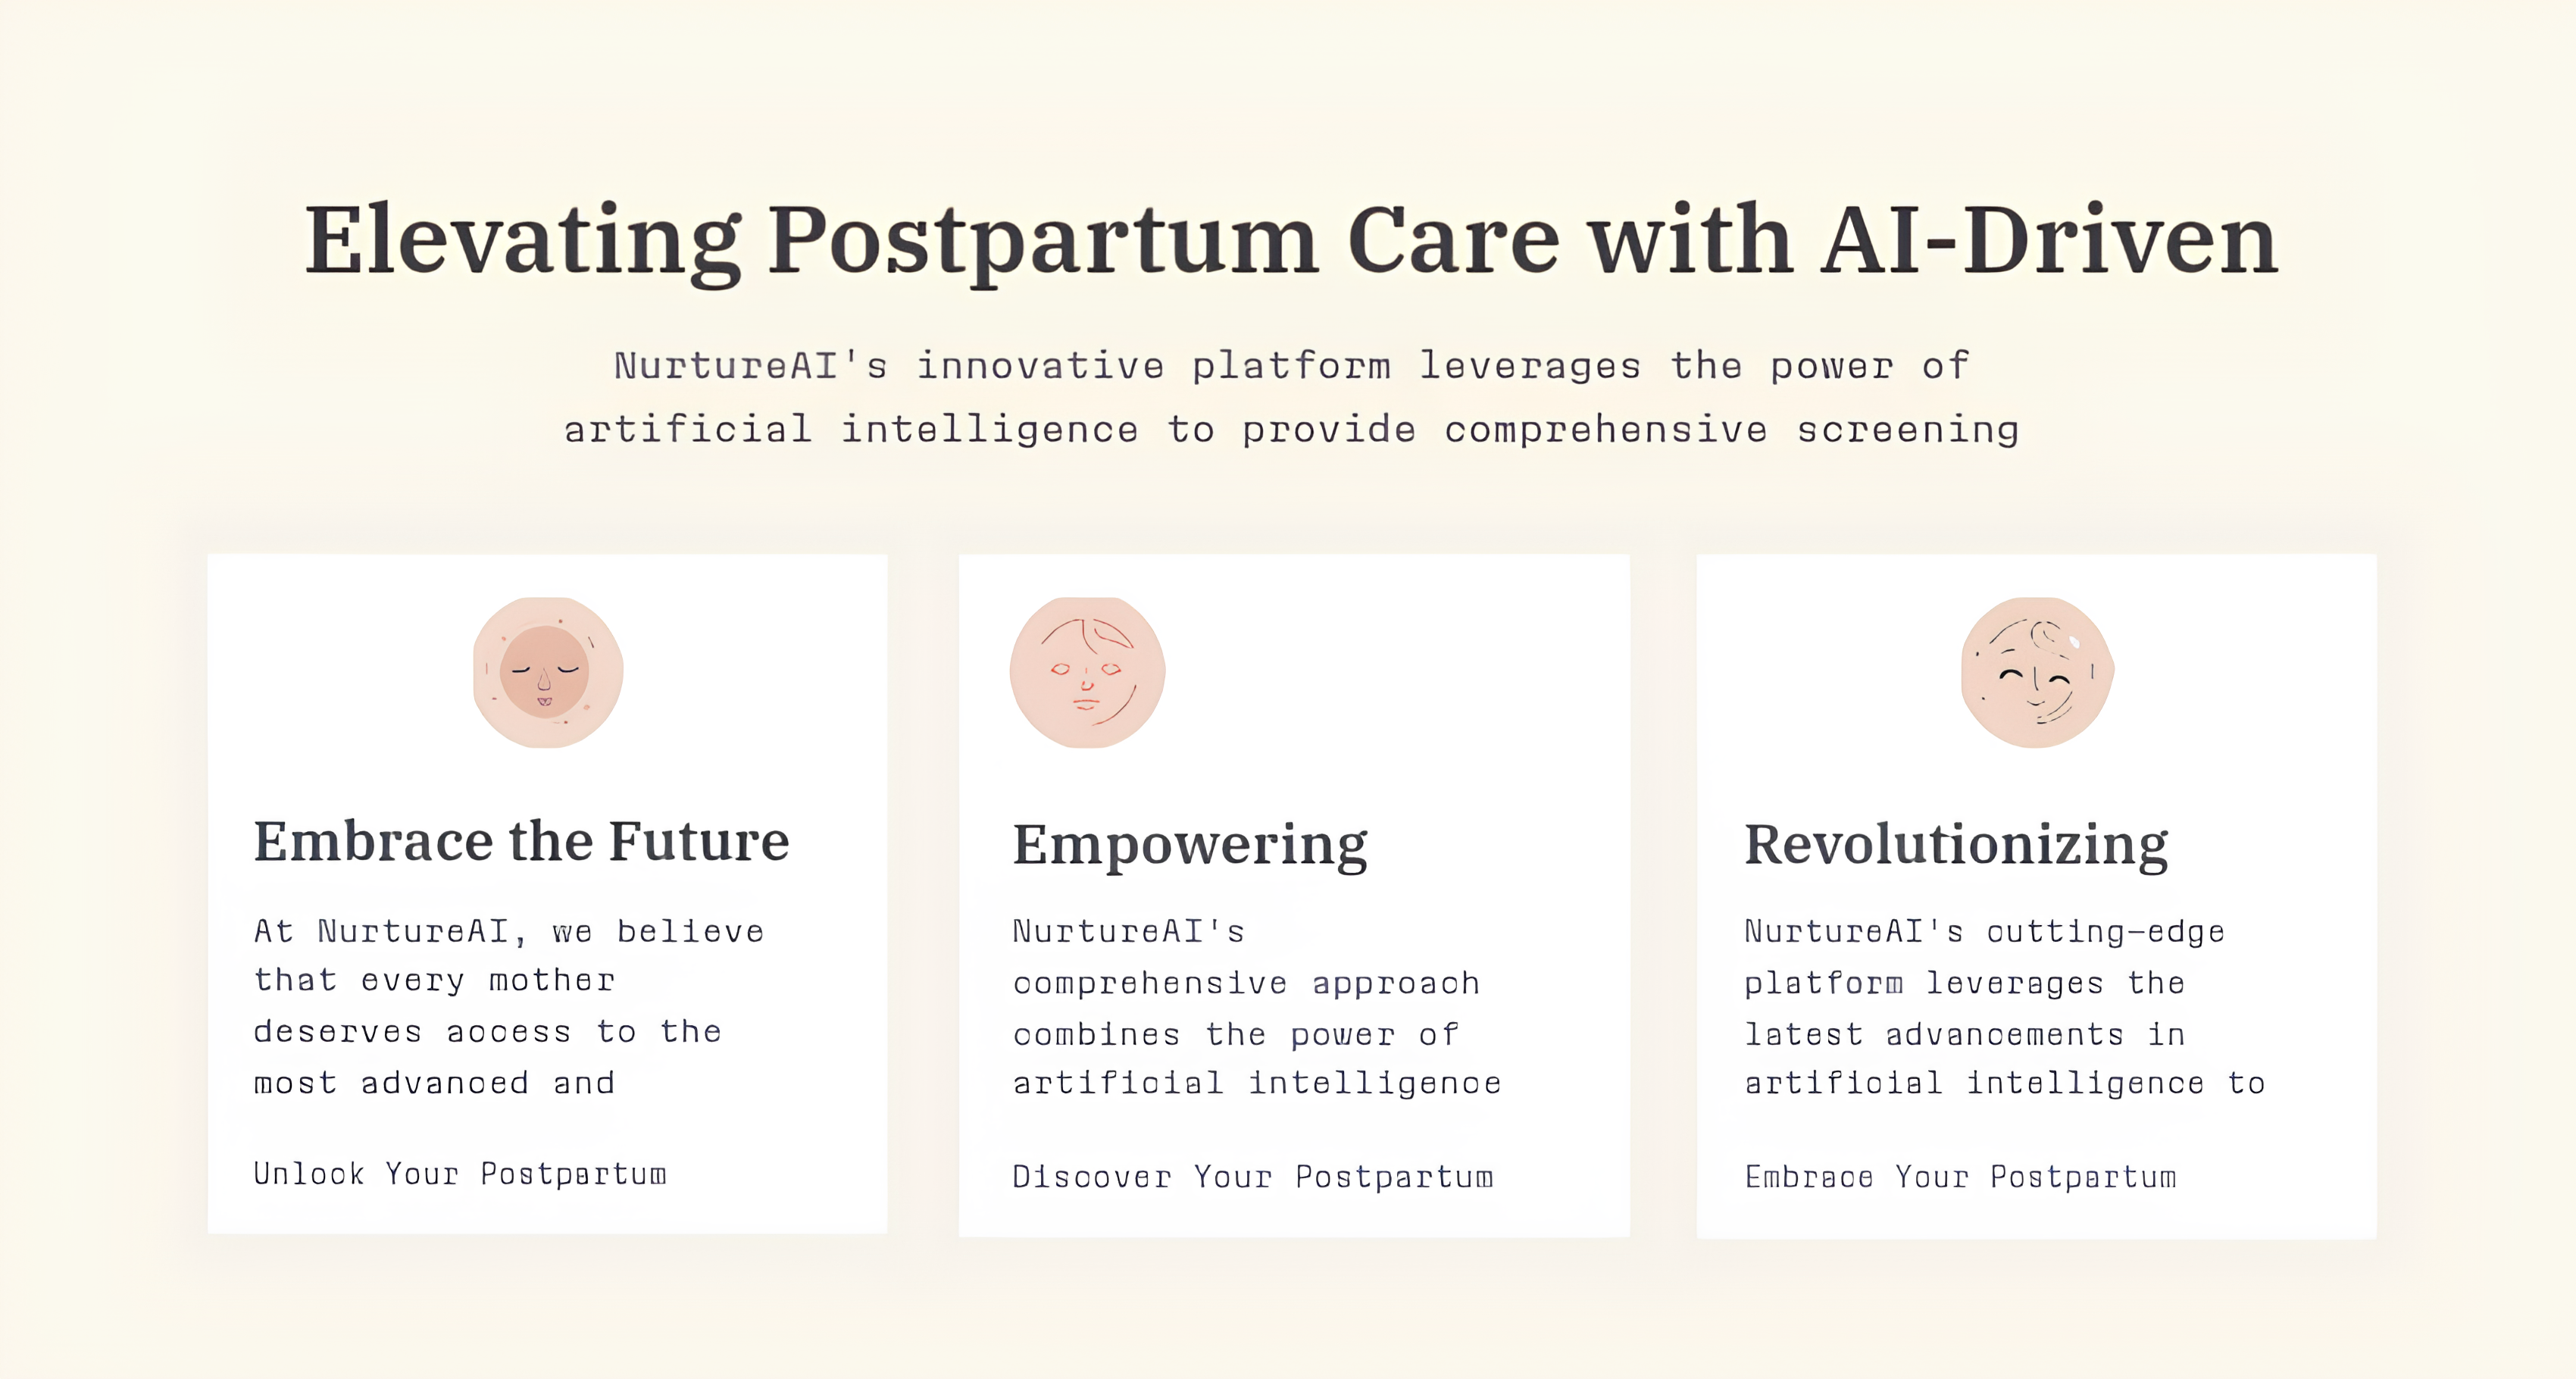 Elevating Postpartum Care with AI-Driven
NurtureAI's innovative platform leverages the power of
artificial intelligence to provide comprehensive screening
Embrace the Future
At NurtureAI, we believe
that every mother
deserves access to the
most advanced and
Unlock Your Postpartum
Empowering
NurtureAI's
comprehensive approach
combines the power of
artificial intelligence
Discover Your Postpartum
Revolutionizing
NurtureAI's cutting-edge
platform leverages the
latest advancements in
artificial intelligence to
Embrace Your Postpartum